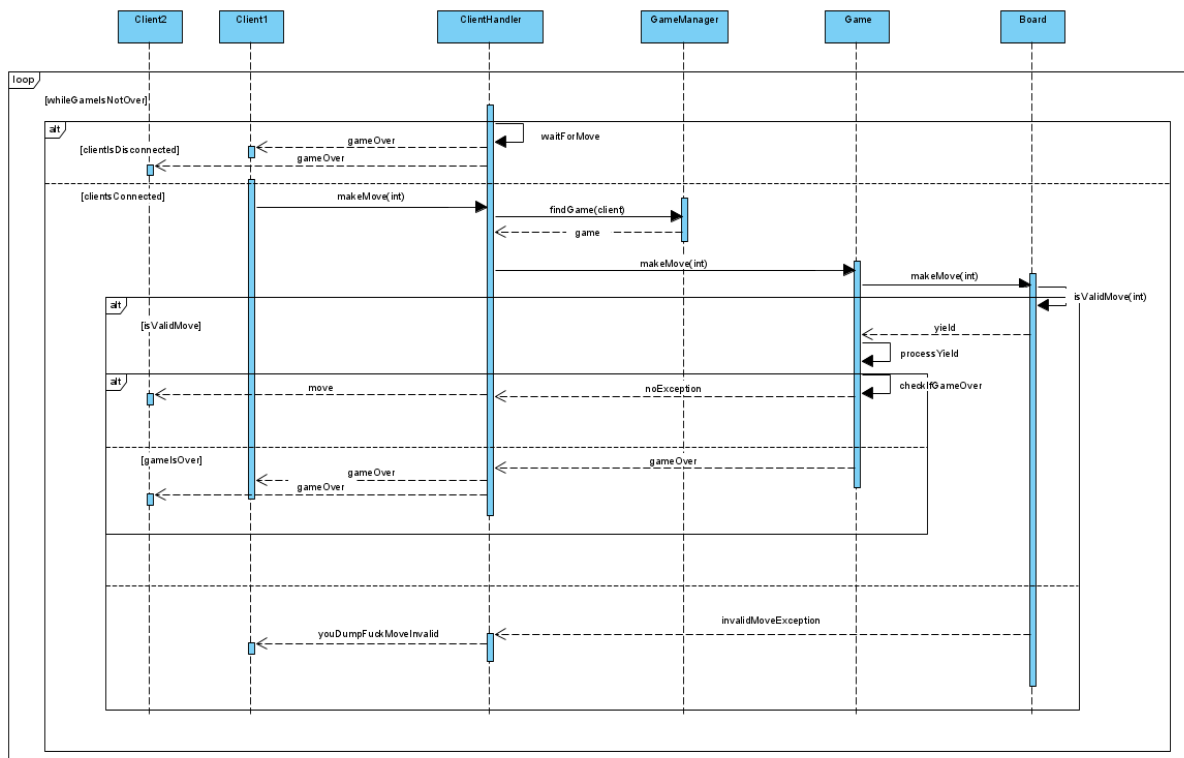 Client2
Client1
ClientHandler
GameManager
Game
Board
loop
[whileGameIsNotOver]
alt
waitForMove
gameOver
[clientIsDisconnected]
gameOver
[clientsConnected]
makeMove(int)
findGame(client)
game
makeMove(int)
makeMove(int)
isValidMove(int)
alt
[isValidMove]
yield
processYield
alt
checkIfGameOver
move
noException
[gameIsOver]
gameOver
gameOver
gameOver
invalidMoveException
youDumpFuckMoveInvalid